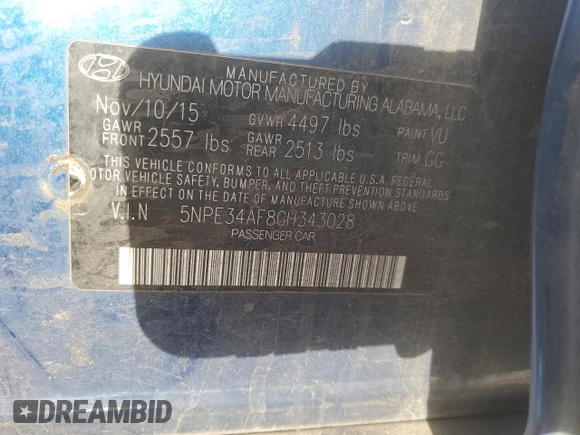 MANUFACTURED BY
HYUNDAI MOTOR MANUFACTURING ALABAMA, LLC
Nov/10/15 GVWR 4497 lbs PAINT VU
GAWR FRONT 2557 lbs GAWR REAR 2513 lbs TRIM GG
THIS VEHICLE CONFORMS TO ALL APPLICABLE U.S.A. FEDERAL
MOTOR VEHICLE SAFETY, BUMPER, AND THEFT PREVENTION STANDARDS
IN EFFECT ON THE DATE OF MANUFACTURE SHOWN ABOVE.
V.I.N 5NPE34AF8GH343028
PASSENGER CAR
DREAMBID